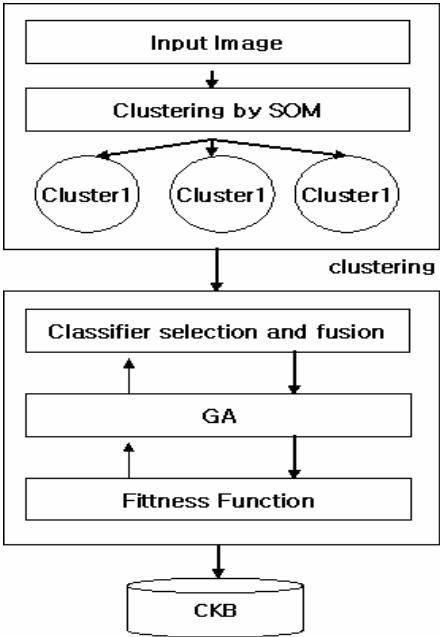 Input Image
Clustering by SOM
Cluster1 Cluster1 Cluster1
clustering
Classifier selection and fusion
GA
Fittness Function
CKB